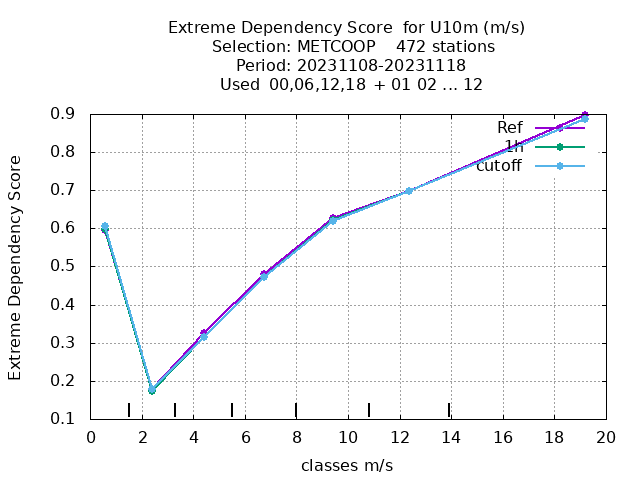 Extreme Dependency Score  for U10m (m/s)
Selection: METCOOP    472 stations
Period: 20231108-20231118
Used  00,06,12,18  + 01 02 ... 12
Extreme Dependency Score
0.9
0.8
0.7
0.6
0.5
0.4
0.3
0.2
0.1
Ref
1h
cutoff
0 2 4 6 8 10 12 14 16 18 20
classes m/s